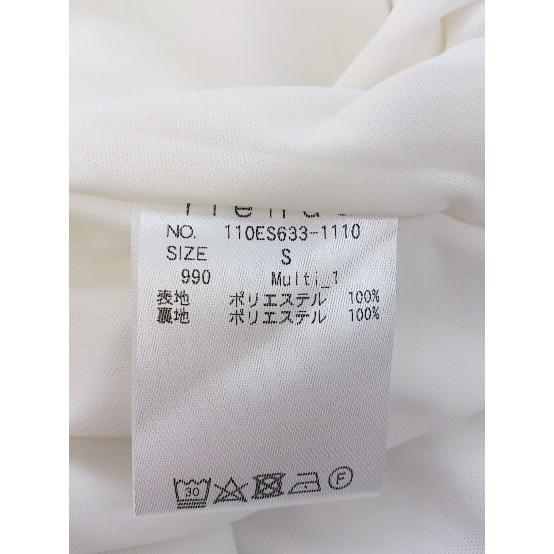 NO. 110ES633-1110
SIZE S
990 Multi_1
表地 ポリエステル 100%
裏地 ポリエステル 100%
30 F